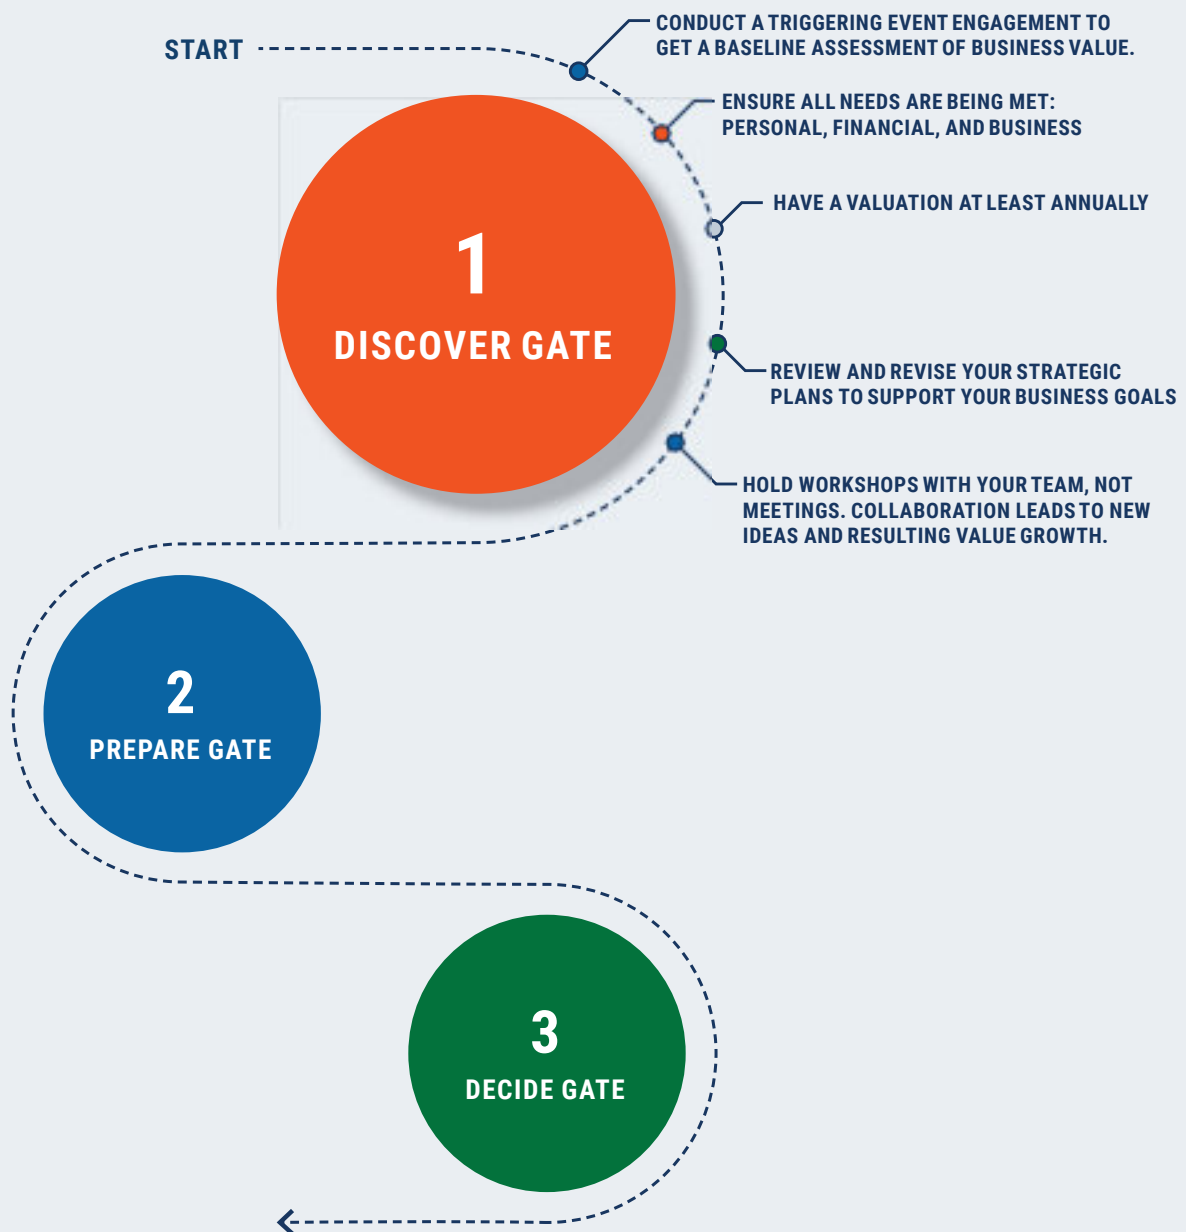 START
CONDUCT A TRIGGERING EVENT ENGAGEMENT TO
GET A BASELINE ASSESSMENT OF BUSINESS VALUE.
ENSURE ALL NEEDS ARE BEING MET:
PERSONAL, FINANCIAL, AND BUSINESS
HAVE A VALUATION AT LEAST ANNUALLY
1
DISCOVER GATE
REVIEW AND REVISE YOUR STRATEGIC
PLANS TO SUPPORT YOUR BUSINESS GOALS
HOLD WORKSHOPS WITH YOUR TEAM, NOT
MEETINGS. COLLABORATION LEADS TO NEW
IDEAS AND RESULTING VALUE GROWTH.
2
PREPARE GATE
3
DECIDE GATE